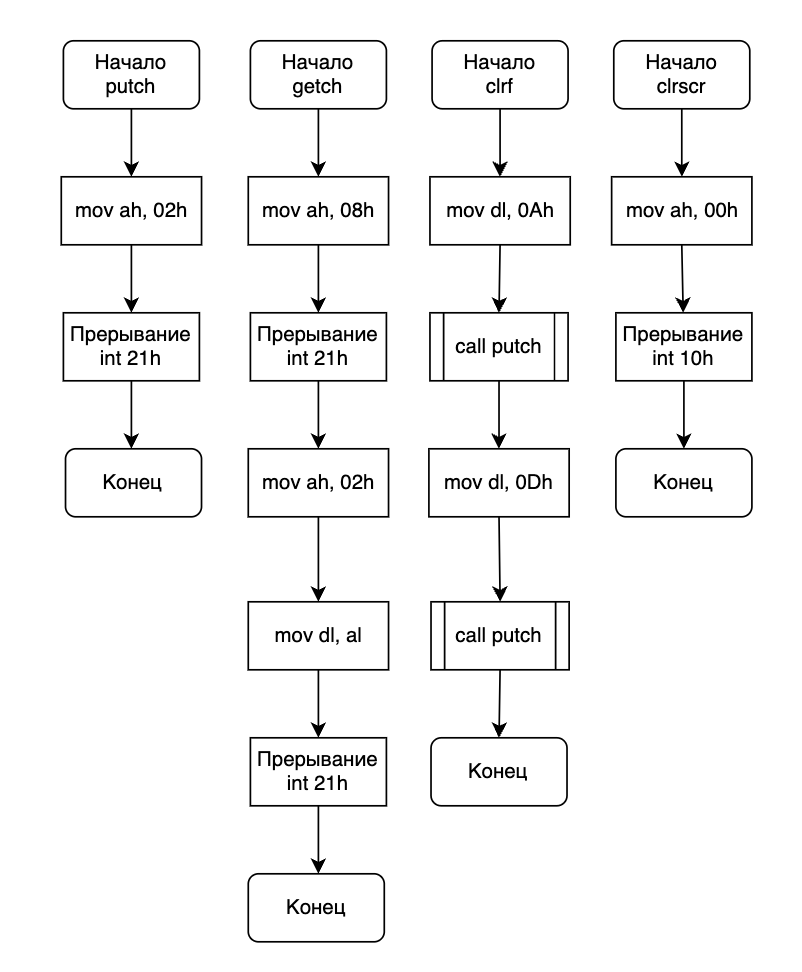 Начало
putch
mov ah, 02h
Прерывание
int 21h
Конец
Начало
getch
mov ah, 08h
Прерывание
int 21h
mov ah, 02h
mov dl, al
Прерывание
int 21h
Конец
Начало
clrf
mov dl, 0Ah
call putch
mov dl, 0Dh
call putch
Конец
Начало
clrscr
mov ah, 00h
Прерывание
int 10h
Конец